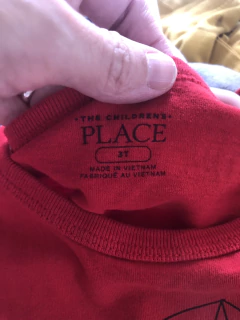 • THE CHILDREN'S •
PLACE
3T
MADE IN VIETNAM
FABRIQUÉ AU VIETNAM